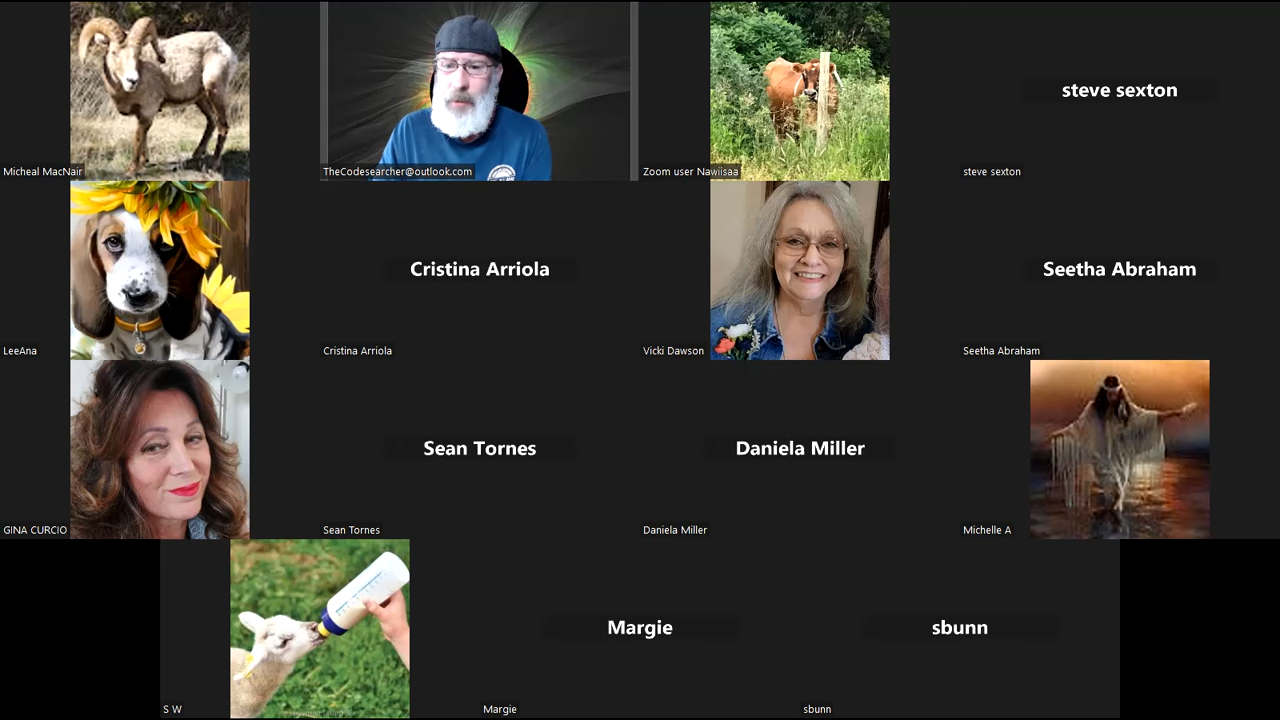 Micheal MacNair
TheCodesearcher@outlook.com
Zoom user Nawiisaa
steve sexton
steve sexton
LeeAna
Cristina Arriola
Cristina Arriola
Vicki Dawson
Seetha Abraham
Seetha Abraham
GINA CURCIO
Sean Tornes
Sean Tornes
Daniela Miller
Daniela Miller
Michelle A
S W
Margie
Margie
sbunn
sbunn